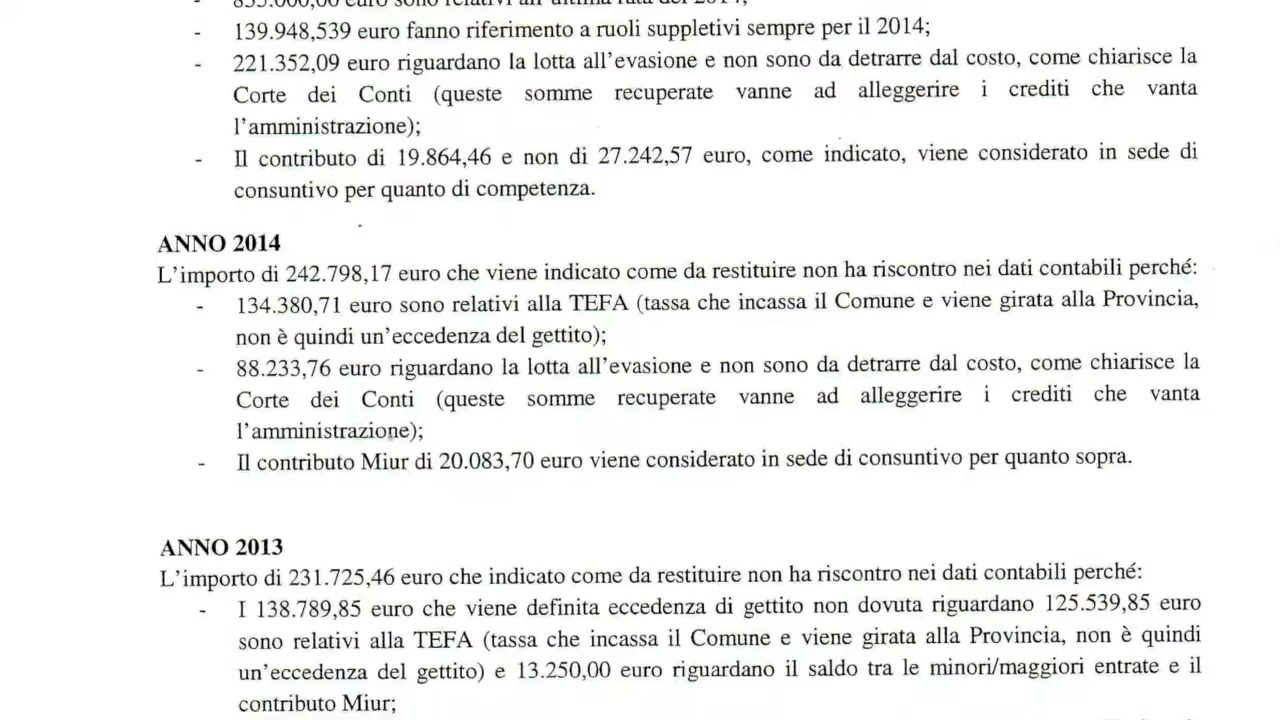 - 835.000,00 euro sono relativi all'ultima rata del 2014;
- 139.948,539 euro fanno riferimento a ruoli suppletivi sempre per il 2014;
- 221.352,09 euro riguardano la lotta all'evasione e non sono da detrarre dal costo, come chiarisce la
Corte dei Conti (queste somme recuperate vanne ad alleggerire i crediti che vanta
l'amministrazione);
- Il contributo di 19.864,46 e non di 27.242,57 euro, come indicato, viene considerato in sede di
consuntivo per quanto di competenza.
ANNO 2014
L'importo di 242.798,17 euro che viene indicato come da restituire non ha riscontro nei dati contabili perché:
- 134.380,71 euro sono relativi alla TEFA (tassa che incassa il Comune e viene girata alla Provincia,
non è quindi un'eccedenza del gettito);
- 88.233,76 euro riguardano la lotta all'evasione e non sono da detrarre dal costo, come chiarisce la
Corte dei Conti (queste somme recuperate vanne ad alleggerire i crediti che vanta
l'amministrazione);
- Il contributo Miur di 20.083,70 euro viene considerato in sede di consuntivo per quanto sopra.
ANNO 2013
L'importo di 231.725,46 euro che indicato come da restituire non ha riscontro nei dati contabili perché:
- I 138.789,85 euro che viene definita eccedenza di gettito non dovuta riguardano 125.539,85 euro
sono relativi alla TEFA (tassa che incassa il Comune e viene girata alla Provincia, non è quindi
un'eccedenza del gettito) e 13.250,00 euro riguardano il saldo tra le minori/maggiori entrate e il
contributo Miur;